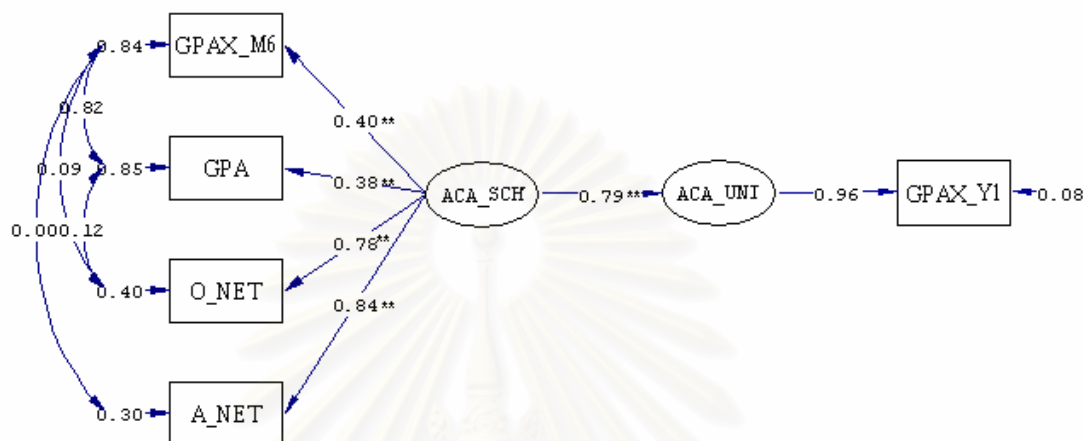 0.84 GPAX_M6
0.82
0.40**
0.85 GPA
0.09
0.38**
ACA_SCH 0.79** ACA_UNI 0.96 GPAX_Y1 0.08
0.00 0.12
0.78**
0.40 O_NET
0.84**
0.30 A_NET